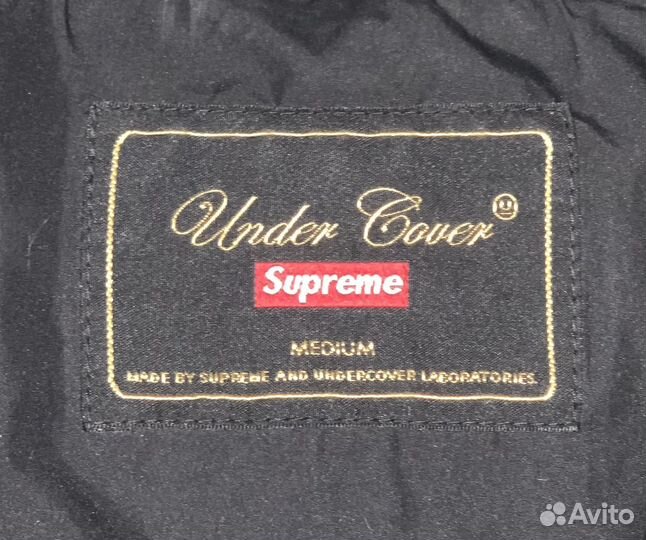 Under Cover
Supreme
MEDIUM
MADE BY SUPREME AND UNDERCOVER LABORATORIES.
Avito